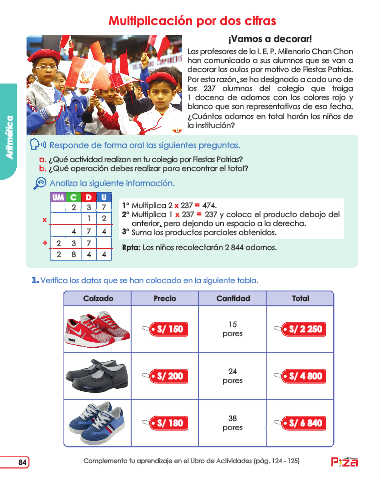 Multiplicación por dos cifras
¡Vamos a decorar!
Los profesores de la I. E. P. Milenario Chan Chan
han comunicado a sus alumnos que se van a
decorar las aulas por motivo de Fiestas Patrias.
Por esta razón, se ha designado a cada uno de
los 237 alumnos del colegio que traiga
1 docena de adornos con los colores rojo y
blanco que son representativos de esa fecha.
¿Cuántos adornos en total harán los niños de
la institución?
Aritmética
Responde de forma oral las siguientes preguntas.
a. ¿Qué actividad realizan en tu colegio por Fiestas Patrias?
b. ¿Qué operación debes realizar para encontrar el total?
Analiza la siguiente información.
UM C D U
2 3 7
x 1 2
4 7 4
+ 2 3 7
2 8 4 4
1° Multiplica 2 x 237 = 474.
2° Multiplica 1 x 237 = 237 y coloca el producto debajo del
anterior, pero dejando un espacio a la derecha.
3° Suma los productos parciales obtenidos.
Rpta: Los niños recolectarán 2 844 adornos.
1. Verifica los datos que se han colocado en la siguiente tabla.
Calzado Precio Cantidad Total
S/ 150 15 pares S/ 2 250
S/ 200 24 pares S/ 4 800
S/ 180 38 pares S/ 6 840
84
Complementa tu aprendizaje en el Libro de Actividades (pág. 124 - 125)